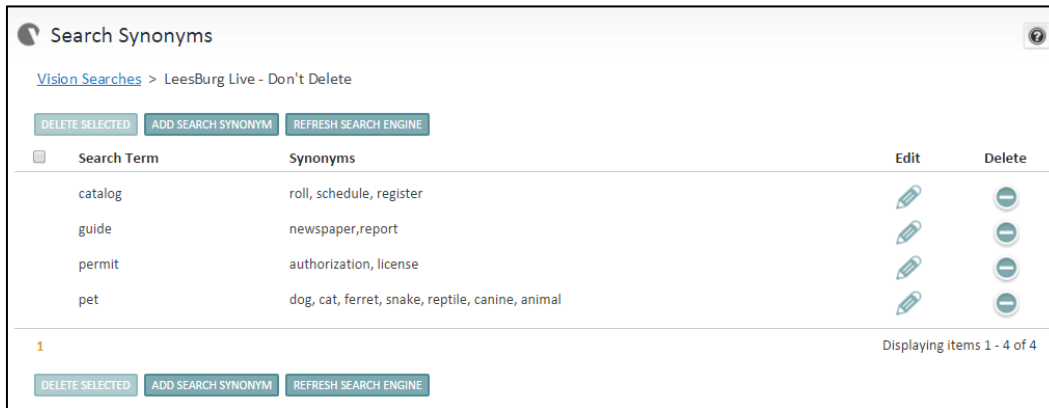 Search Synonyms
Vision Searches > LeesBurg Live - Don't Delete
DELETE SELECTED ADD SEARCH SYNONYM REFRESH SEARCH ENGINE
Search Term Synonyms Edit Delete
catalog roll, schedule, register
guide newspaper,report
permit authorization, license
pet dog, cat, ferret, snake, reptile, canine, animal
1 Displaying items 1 - 4 of 4
DELETE SELECTED ADD SEARCH SYNONYM REFRESH SEARCH ENGINE